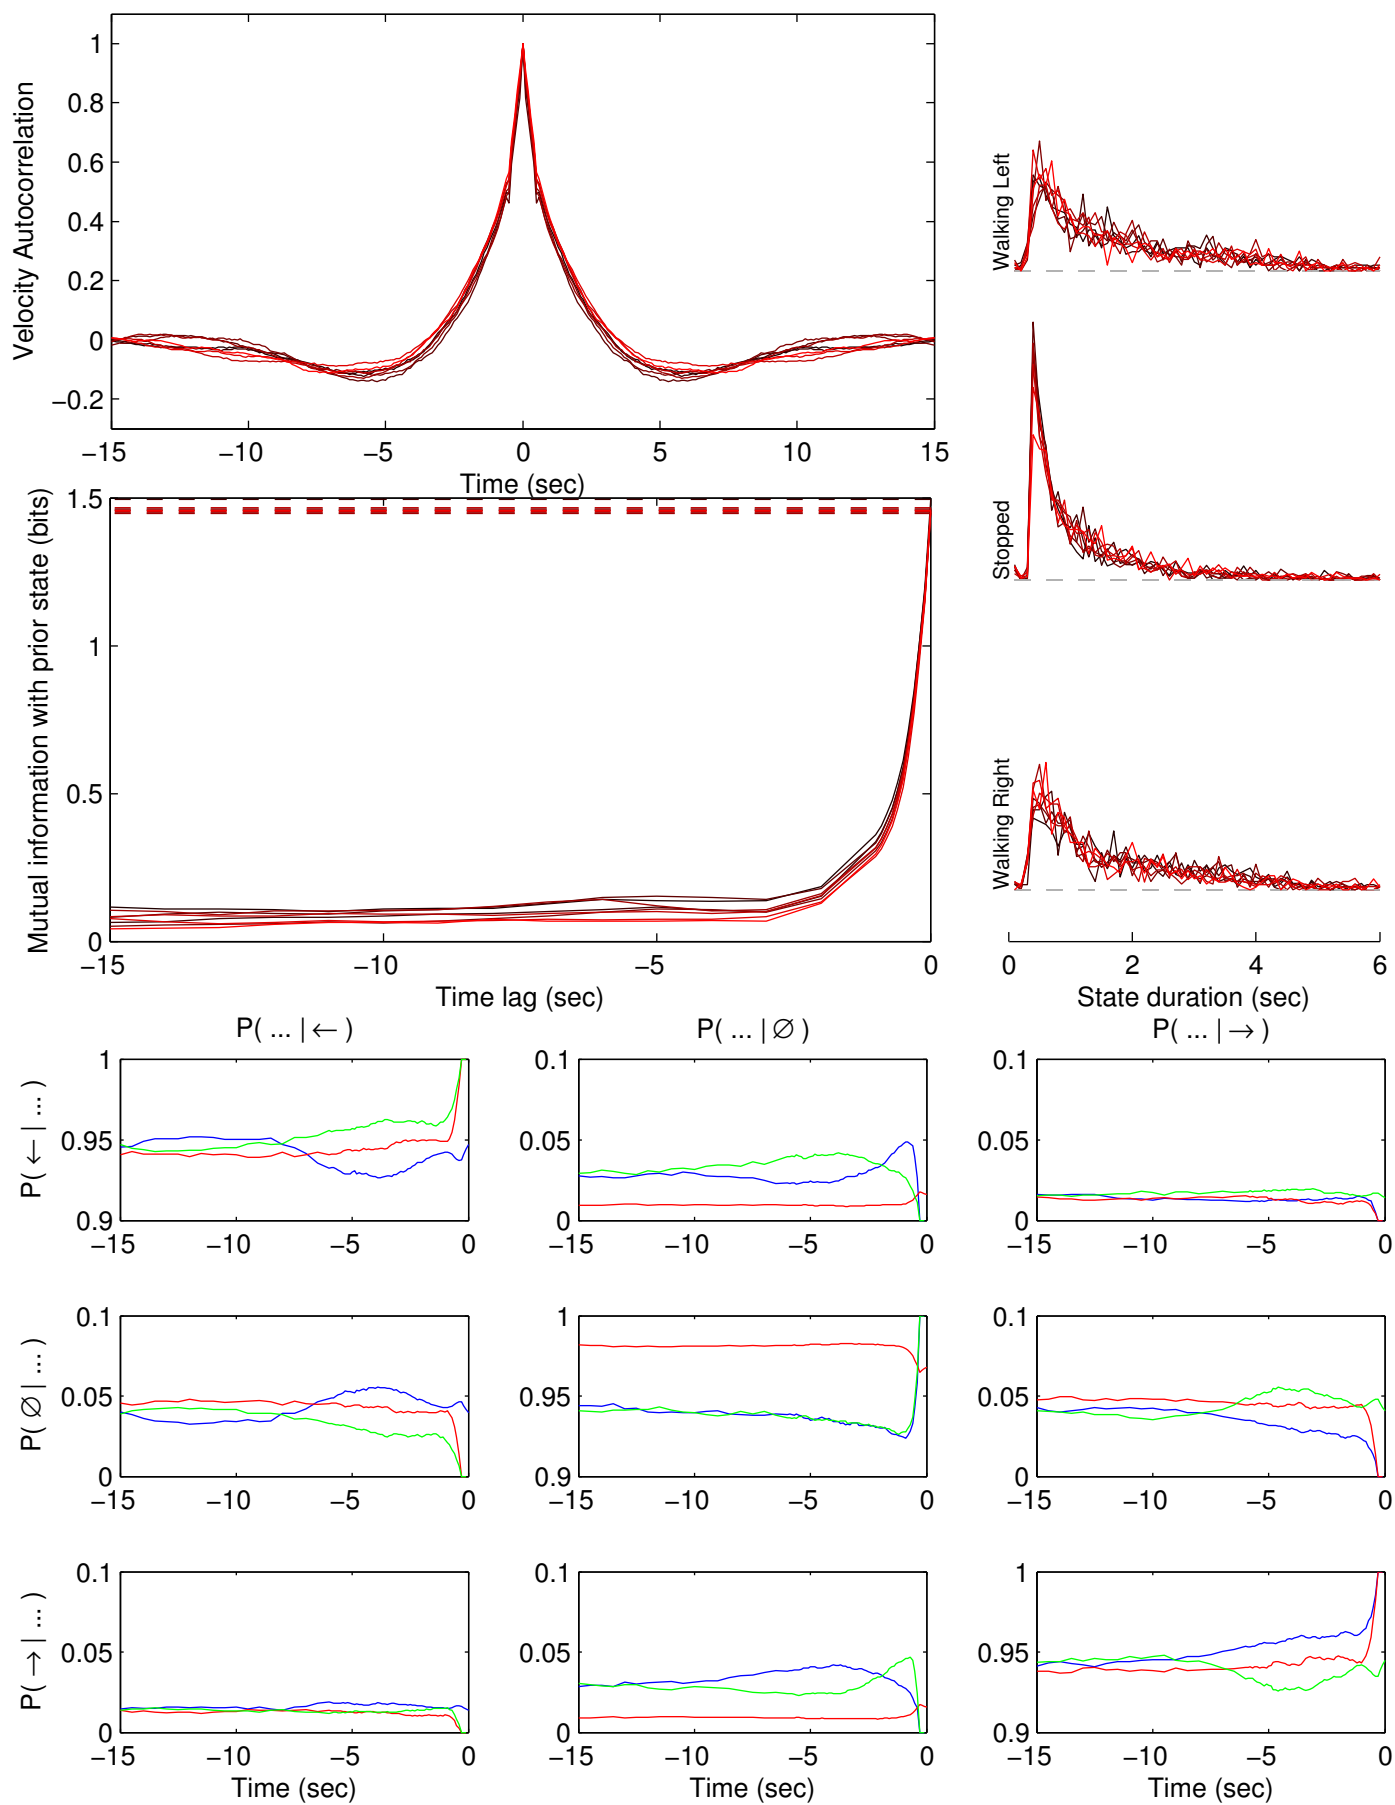 Velocity Autocorrelation
1
0.8
0.6
0.4
0.2
0
−0.2
−15 −10 −5 0 5 10 15
Time (sec)
Mutual information with prior state (bits)
1.5
1
0.5
0
−15 −10 −5 0
Time lag (sec)
Walking Left
Stopped
Walking Right
0 2 4 6
State duration (sec)
P( ... | ← ) P( ... | ∅ ) P( ... | → )
P( ← | ... )
1
0.95
0.9
−15 −10 −5 0
0.1
0.05
0
−15 −10 −5 0
0.1
0.05
0
−15 −10 −5 0
P( ∅ | ... )
0.1
0.05
0
−15 −10 −5 0
1
0.95
0.9
−15 −10 −5 0
0.1
0.05
0
−15 −10 −5 0
P( → | ... )
0.1
0.05
0
−15 −10 −5 0
Time (sec)
0.1
0.05
0
−15 −10 −5 0
Time (sec)
1
0.95
0.9
−15 −10 −5 0
Time (sec)